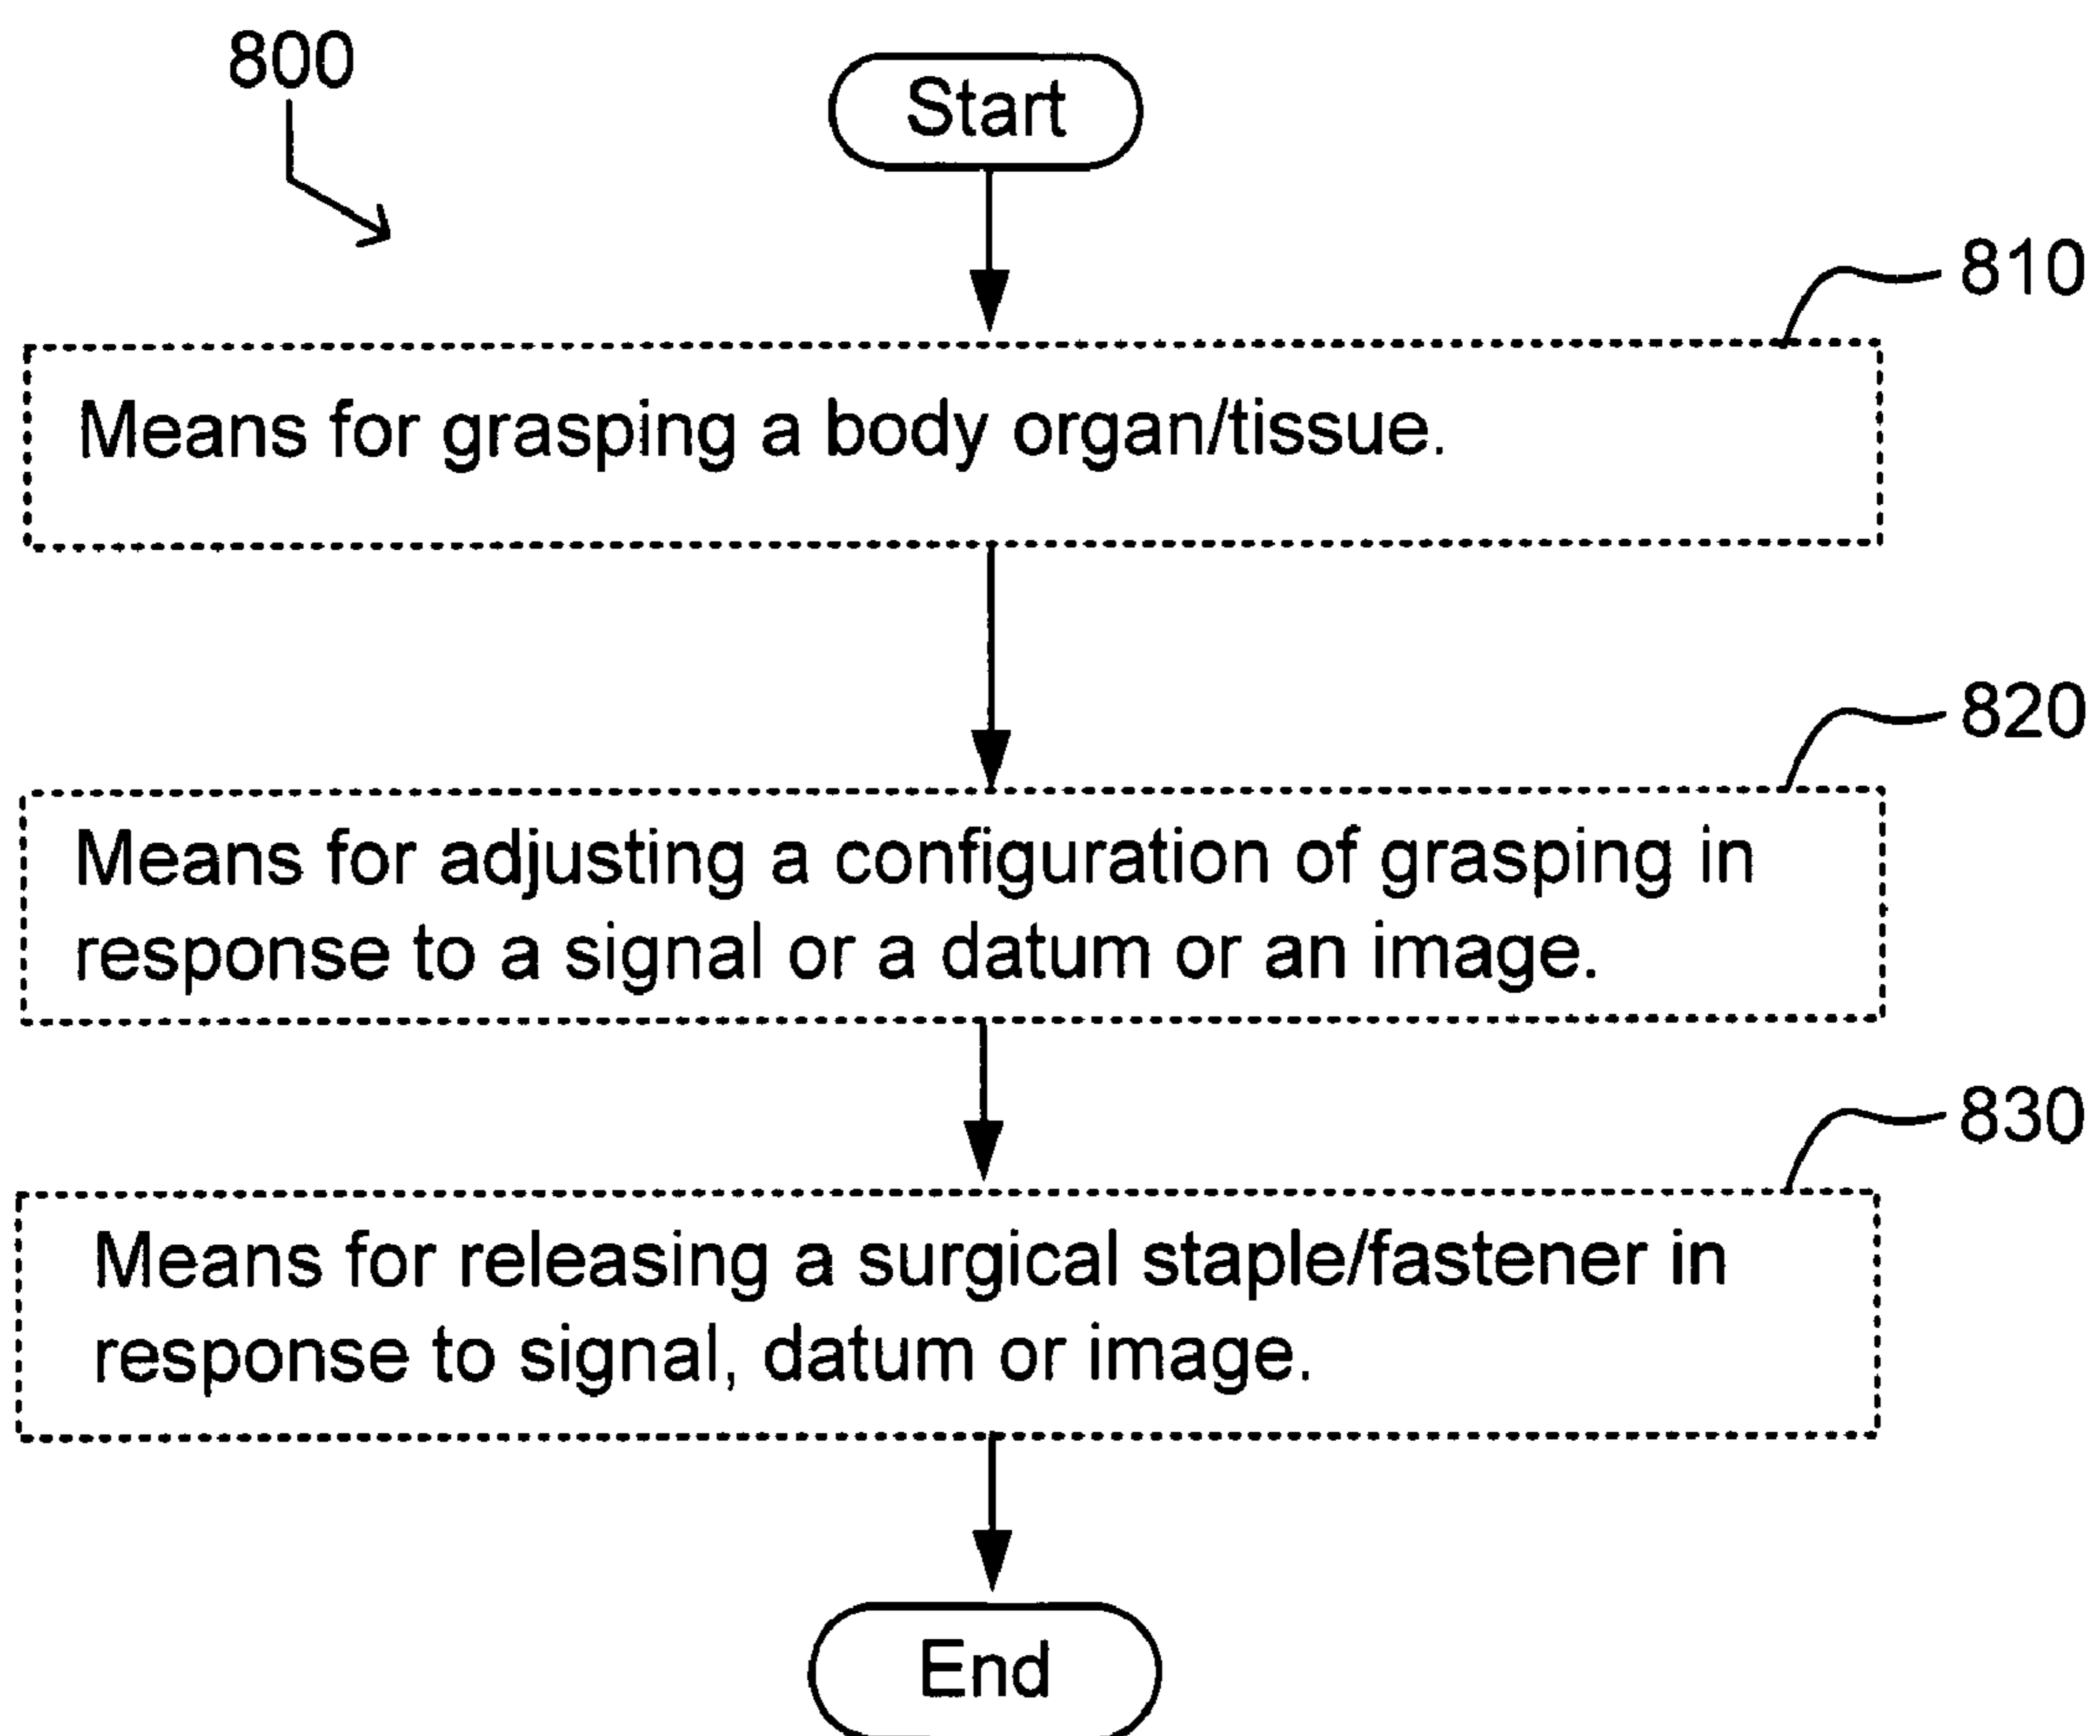 800
Start
810
Means for grasping a body organ/tissue.
820
Means for adjusting a configuration of grasping in
response to a signal or a datum or an image.
830
Means for releasing a surgical staple/fastener in
response to signal, datum or image.
End